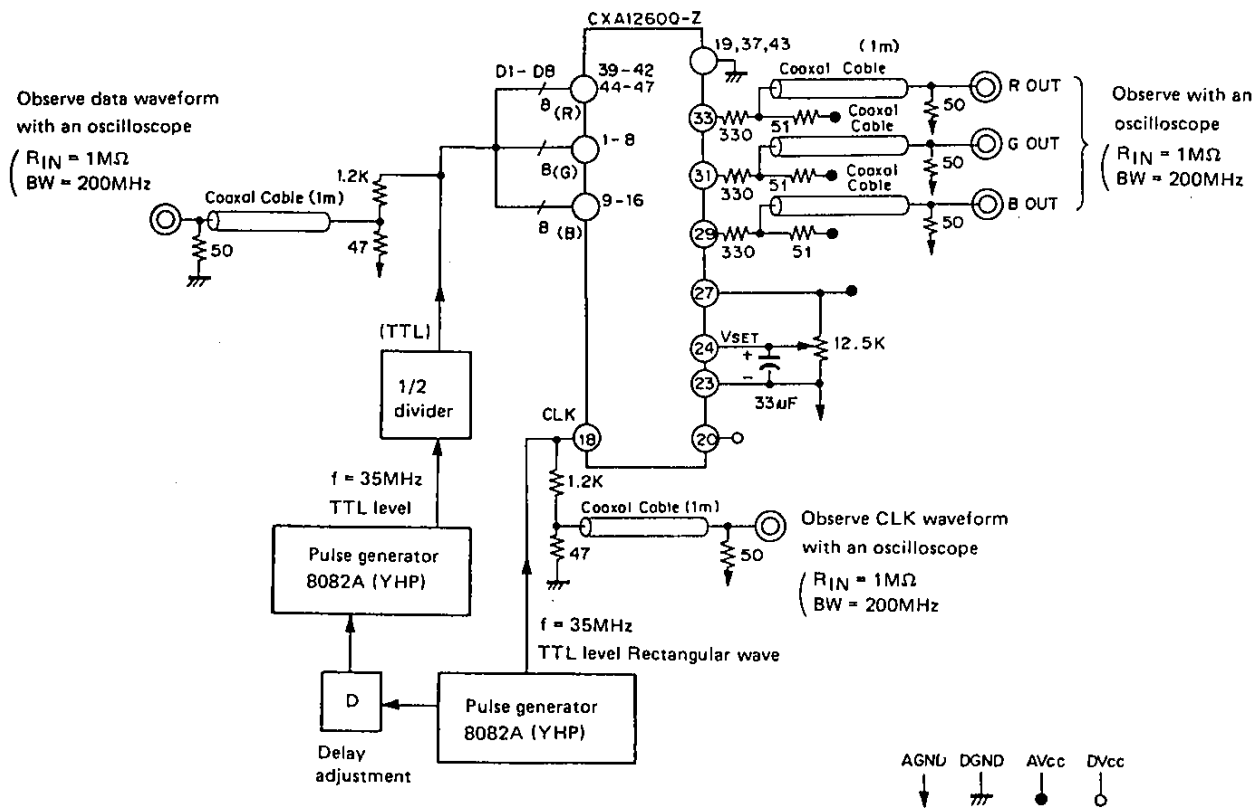 CXA1260Q-Z
19,37,43
D1-D8
39-42
44-47
8(R)
1-8
8(G)
9-16
8 (B)
33
31
29
27
24
23
20
18
(1m)
Coaxal Cable
330
51
50
R OUT
Coaxal
Cable
330
51
50
G OUT
Coaxal
Cable
330
51
50
B OUT
Observe with an
oscilloscope
RIN = 1MΩ
BW = 200MHz
Observe data waveform
with an oscilloscope
RIN = 1MΩ
BW = 200MHz
1.2K
Coaxal Cable (1m)
50
47
VSET
+
-
12.5K
33μF
(TTL)
1/2
divider
CLK
f = 35MHz
TTL level
1.2K
Coaxal Cable (1m)
47
50
Observe CLK waveform
with an oscilloscope
RIN = 1MΩ
BW = 200MHz
Pulse generator
8082A (YHP)
f = 35MHz
TTL level Rectangular wave
D
Pulse generator
8082A (YHP)
Delay
adjustment
AGND DGND AVcc DVcc